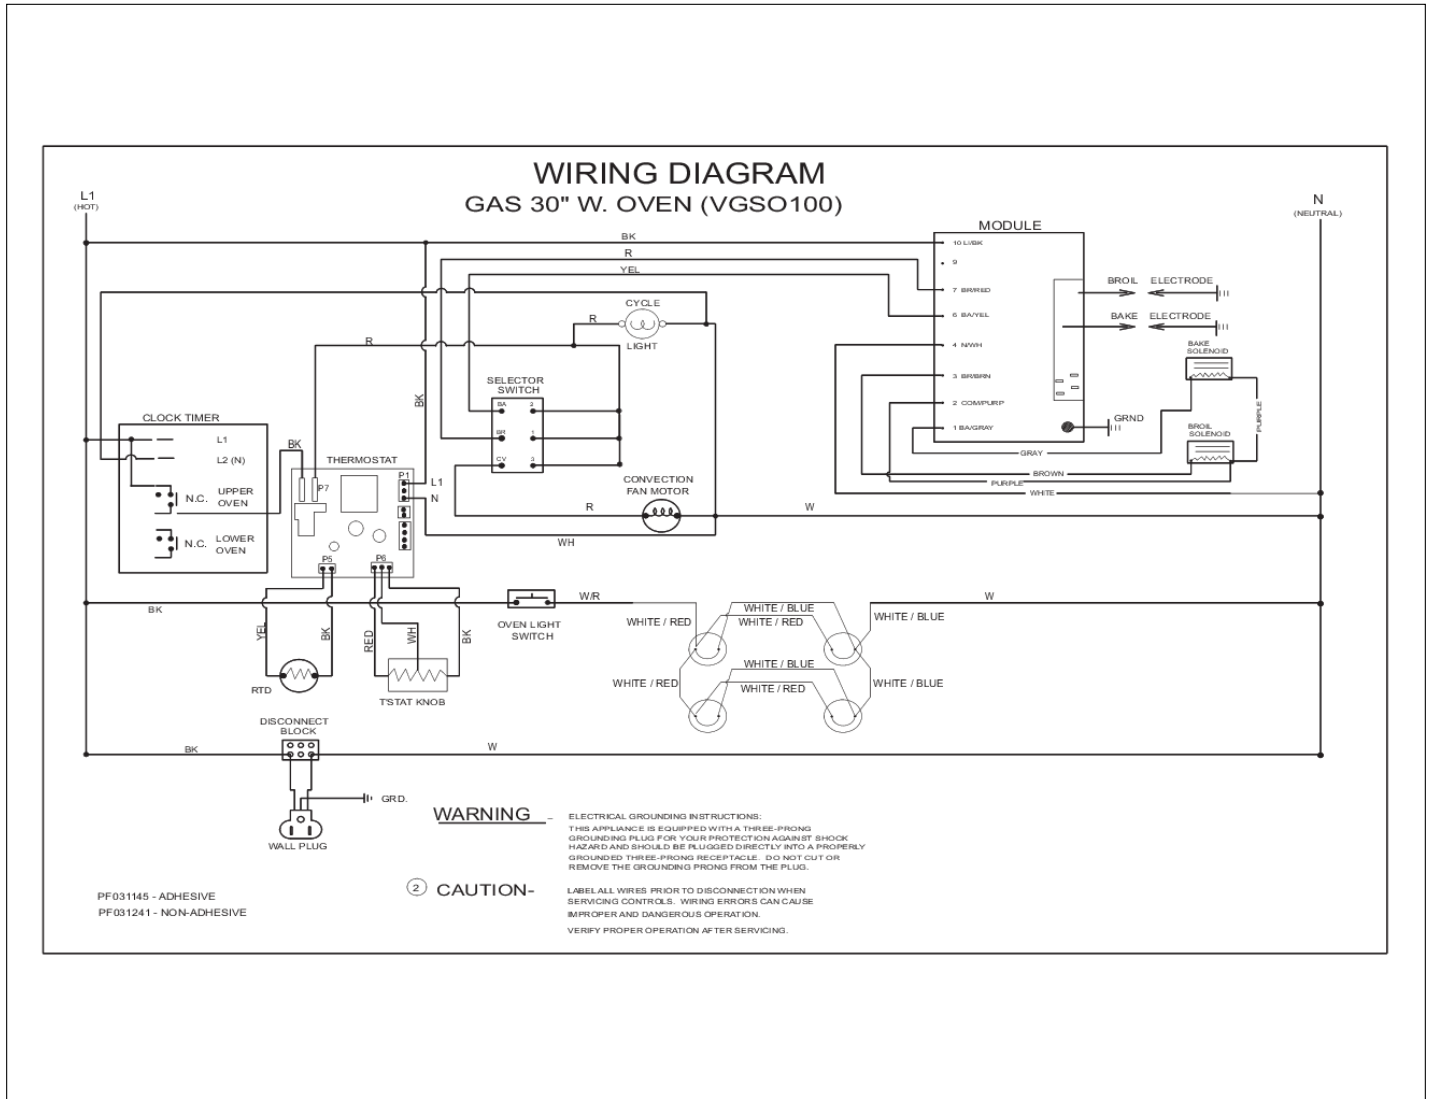 WIRING DIAGRAM
GAS 30" W. OVEN (VGSO100)
L1
(HOT)
N
(NEUTRAL)
MODULE
BK
R
YEL
10 LI/BK
9
7 BR/RED
6 BA/YEL
4 N/WH
3 BR/BRN
2 COM/PURP
1 BA/GRAY
BROIL
ELECTRODE
BAKE
ELECTRODE
BAKE
SOLENOID
GRND
BROIL
SOLENOID
PURPLE
GRAY
BROWN
PURPLE
WHITE
CYCLE
R
LIGHT
R
SELECTOR
SWITCH
BA
2
BR
1
CV
3
BK
CLOCK TIMER
L1
L2 (N)
N.C.
UPPER
OVEN
N.C.
LOWER
OVEN
BK
THERMOSTAT
P7
P1
L1
N
P5
P6
CONVECTION
FAN MOTOR
R
W
WH
BK
YEL
BK
RED
WH
BK
RTD
T'STAT KNOB
OVEN LIGHT
SWITCH
W/R
WHITE / RED
WHITE / BLUE
WHITE / RED
WHITE / BLUE
W
WHITE / RED
WHITE / BLUE
WHITE / RED
WHITE / BLUE
DISCONNECT
BLOCK
BK
W
GRD.
WALL PLUG
WARNING –
ELECTRICAL GROUNDING INSTRUCTIONS:
THIS APPLIANCE IS EQUIPPED WITH A THREE-PRONG
GROUNDING PLUG FOR YOUR PROTECTION AGAINST SHOCK
HAZARD AND SHOULD BE PLUGGED DIRECTLY INTO A PROPERLY
GROUNDED THREE-PRONG RECEPTACLE. DO NOT CUT OR
REMOVE THE GROUNDING PRONG FROM THE PLUG.
2 CAUTION-
LABEL ALL WIRES PRIOR TO DISCONNECTION WHEN
SERVICING CONTROLS. WIRING ERRORS CAN CAUSE
IMPROPER AND DANGEROUS OPERATION.
VERIFY PROPER OPERATION AFTER SERVICING.
PF031145 - ADHESIVE
PF031241 - NON-ADHESIVE